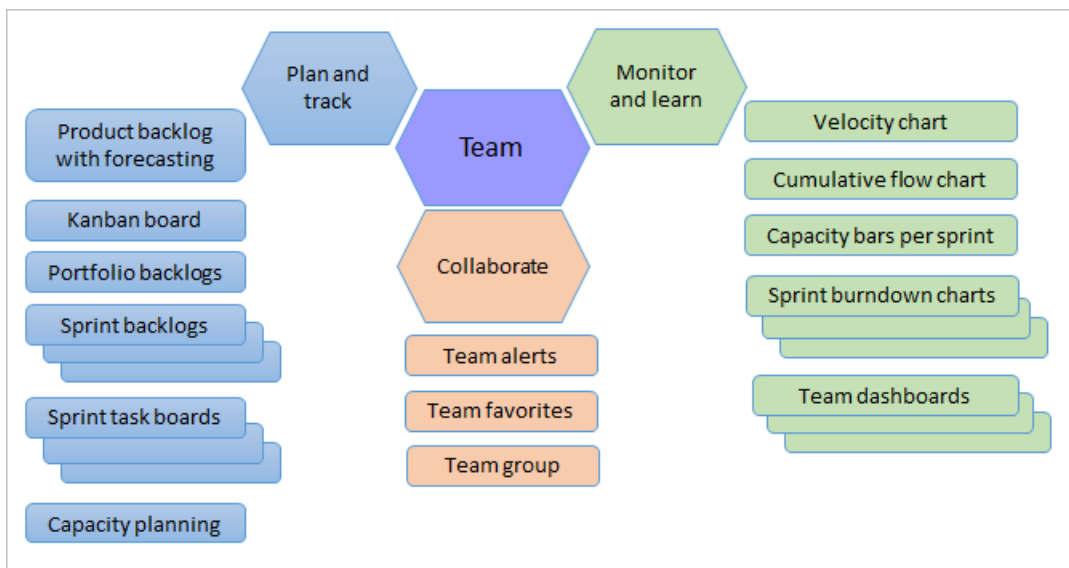 Plan and
track
Monitor
and learn
Team
Collaborate
Product backlog
with forecasting
Kanban board
Portfolio backlogs
Sprint backlogs
Sprint task boards
Capacity planning
Team alerts
Team favorites
Team group
Velocity chart
Cumulative flow chart
Capacity bars per sprint
Sprint burndown charts
Team dashboards